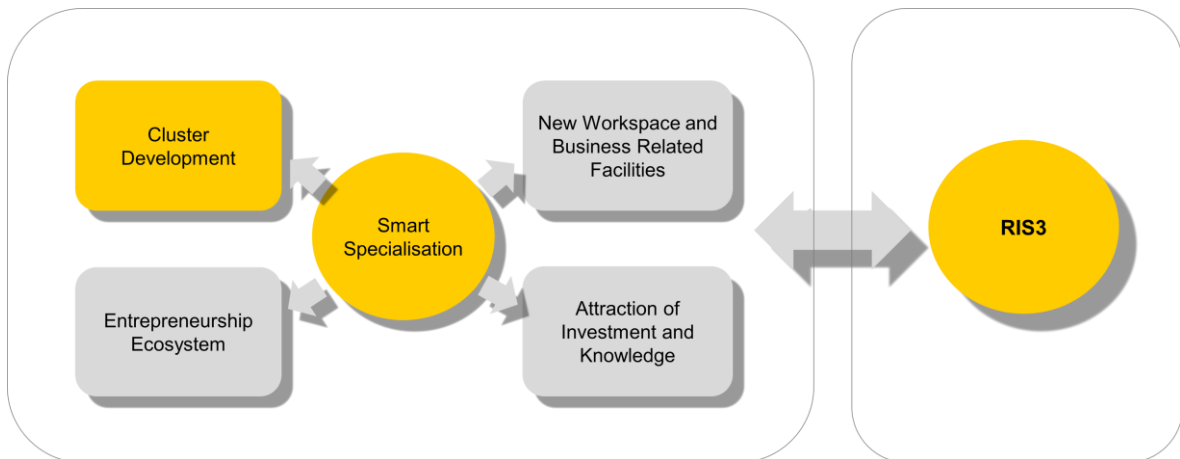 Cluster
Development
New Workspace and
Business Related
Facilities
Smart
Specialisation
RIS3
Entrepreneurship
Ecosystem
Attraction of
Investment and
Knowledge